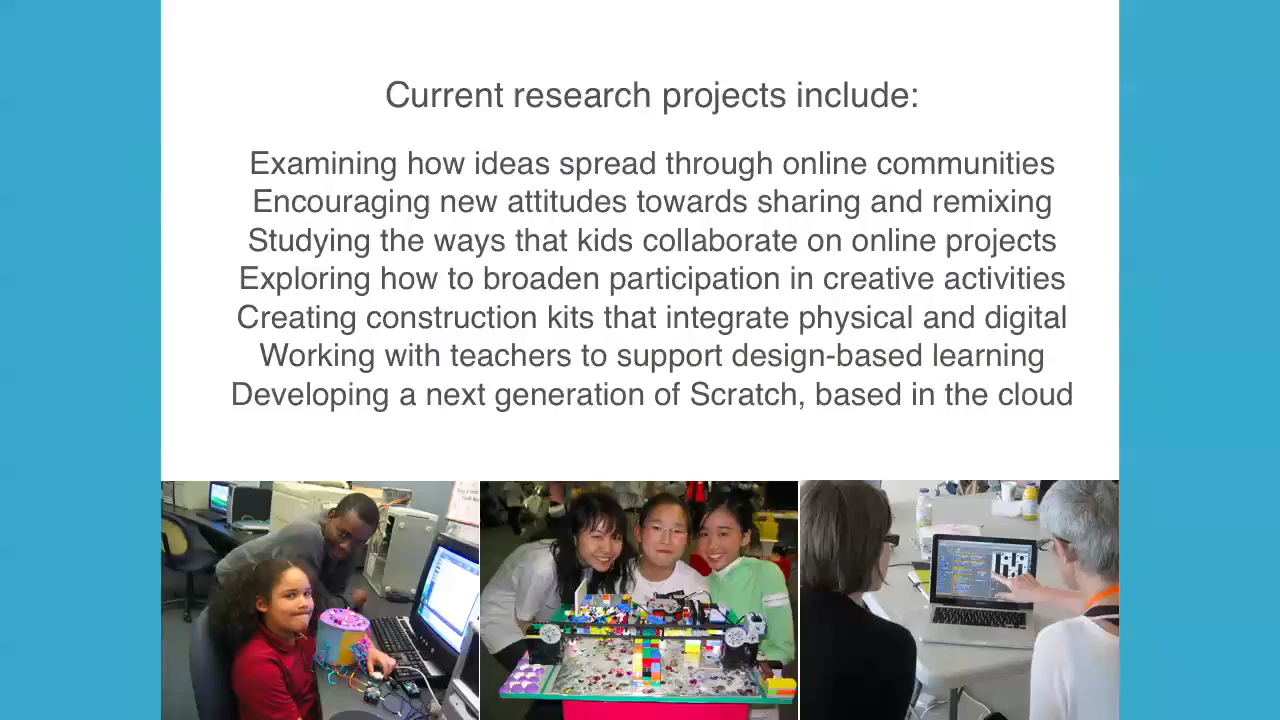 Current research projects include:
Examining how ideas spread through online communities
Encouraging new attitudes towards sharing and remixing
Studying the ways that kids collaborate on online projects
Exploring how to broaden participation in creative activities
Creating construction kits that integrate physical and digital
Working with teachers to support design-based learning
Developing a next generation of Scratch, based in the cloud